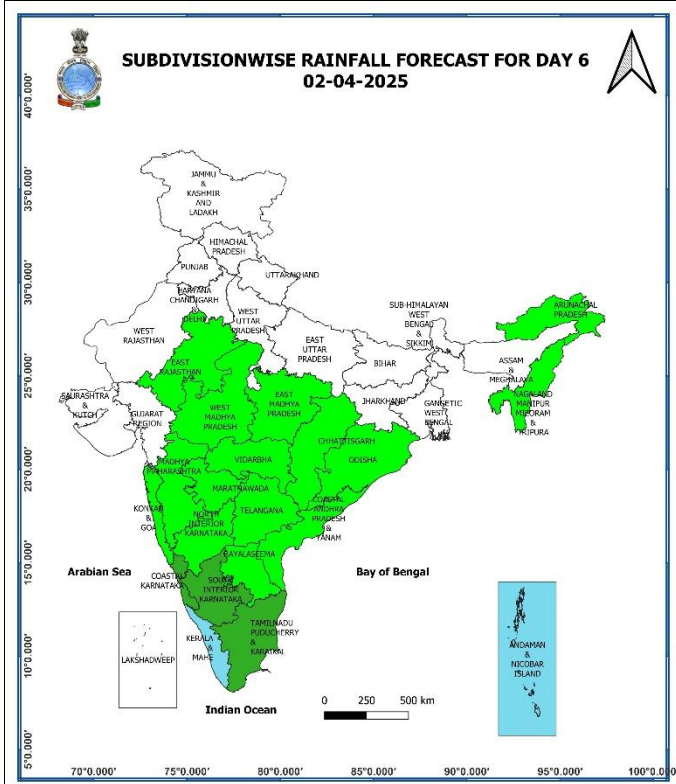 SUBDIVISIONWISE RAINFALL FORECAST FOR DAY 6
02-04-2025
40°0.000'
35°0.000'
30°0.000'
25°0.000'
20°0.000'
15°0.000'
10°0.000'
5°0.000'
JAMMU
&
KASHMIR
AND
LADAKH
HIMACHAL
PRADESH
PUNJAB
UTTARAKHAND
HARYANA
CHANDIGARH
&
DELHI
WEST
UTTAR
PRADESH
WEST
RAJASTHAN
EAST
UTTAR
PRADESH
SUB-HIMALAYAN
WEST
BENGAL
&
SIKKIM
ARUNACHAL
PRADESH
EAST
RAJASTHAN
BIHAR
ASSAM
&
MEGHALAYA
SAURASHTRA
&
KUTCH
GUJARAT
REGION
WEST
MADHYA
PRADESH
EAST
MADHYA
PRADESH
JHARKHAND
GANGETIC
WEST
BENGAL
NAGALAND
MANIPUR
MIZORAM
&
TRIPURA
CHHATTISGARH
ODISHA
MADHYA
MAHARASHTRA
VIDARBHA
MARATHAWADA
TELANGANA
KONKAN
&
GOA
NORTH
INTERIOR
KARNATAKA
COASTAL
ANDHRA
PRADESH
&
YANAM
RAYALASEEMA
Arabian Sea
Bay of Bengal
COASTAL
KARNATAKA
SOUTH
INTERIOR
KARNATAKA
TAMILNADU
PUDUCHERRY
&
KARAIKAL
KERALA
&
MAHE
LAKSHADWEEP
ANDAMAN
&
NICOBAR
ISLAND
Indian Ocean
0 250 500 km
70°0.000' 75°0.000' 80°0.000' 85°0.000' 90°0.000' 95°0.000' 100°0.0